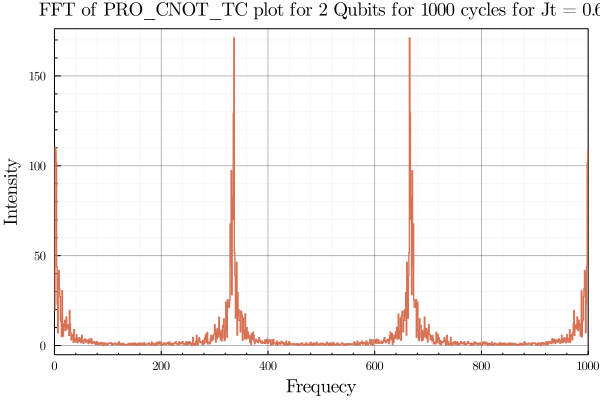 FFT of PRO_CNOT_TC plot for 2 Qubits for 1000 cycles for Jt = 0.6
Intensity
150
100
50
0
0 200 400 600 800 1000
Frequecy